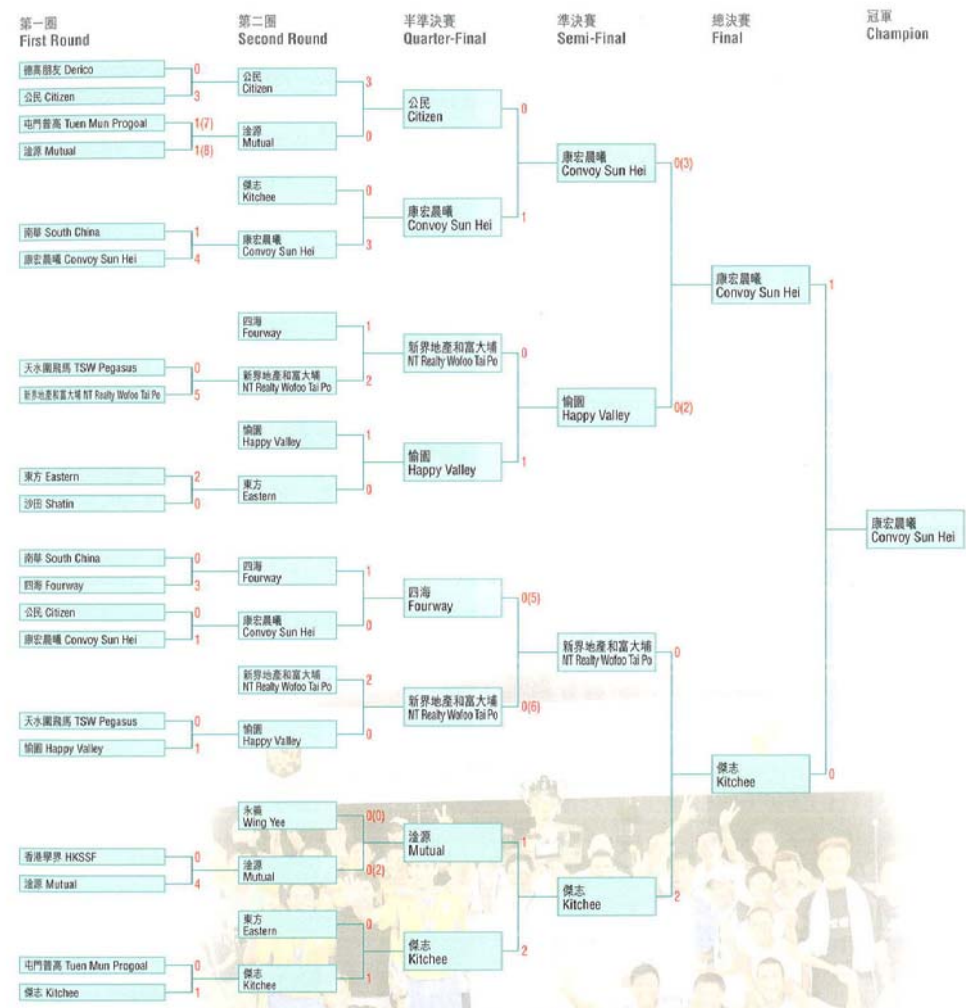 第一圈
First Round
第二圈
Second Round
半準決賽
Quarter-Final
準決賽
Semi-Final
總決賽
Final
冠軍
Champion
德高朋友 Derico
0
公民 Citizen
3
屯門普高 Tuen Mun Progoal
1(7)
淦源 Mutual
1(8)
南華 South China
1
康宏晨曦 Convoy Sun Hei
4
天水圍飛馬 TSW Pegasus
0
新界地產和富大埔 NT Realty Wofoo Tai Po
5
東方 Eastern
2
沙田 Shatin
0
南華 South China
0
四海 Fourway
3
公民 Citizen
0
康宏晨曦 Convoy Sun Hei
1
天水圍飛馬 TSW Pegasus
0
愉園 Happy Valley
1
香港學界 HKSSF
0
淦源 Mutual
4
屯門普高 Tuen Mun Progoal
0
傑志 Kitchee
1
公民
Citizen
3
淦源
Mutual
0
傑志
Kitchee
0
康宏晨曦
Convoy Sun Hei
3
四海
Fourway
1
新界地產和富大埔
NT Realty Wofoo Tai Po
2
愉園
Happy Valley
1
東方
Eastern
0
四海
Fourway
1
康宏晨曦
Convoy Sun Hei
0
新界地產和富大埔
NT Realty Wofoo Tai Po
2
愉園
Happy Valley
0
永義
Wing Yee
0(0)
淦源
Mutual
0(2)
東方
Eastern
0
傑志
Kitchee
1
公民
Citizen
0
康宏晨曦
Convoy Sun Hei
1
新界地產和富大埔
NT Realty Wofoo Tai Po
0
愉園
Happy Valley
1
四海
Fourway
0(5)
新界地產和富大埔
NT Realty Wofoo Tai Po
0(6)
淦源
Mutual
1
傑志
Kitchee
2
康宏晨曦
Convoy Sun Hei
0(3)
愉園
Happy Valley
0(2)
新界地產和富大埔
NT Realty Wofoo Tai Po
0
傑志
Kitchee
2
康宏晨曦
Convoy Sun Hei
1
傑志
Kitchee
0
康宏晨曦
Convoy Sun Hei